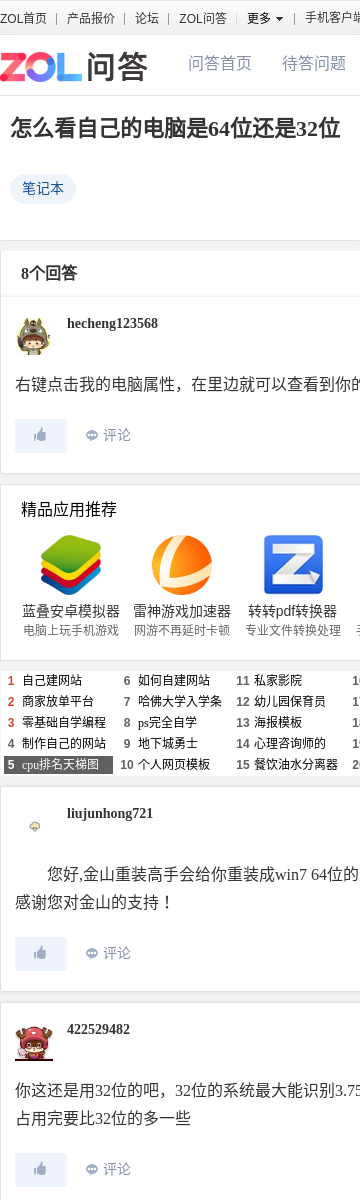 ZOL首页 产品报价 论坛 ZOL问答 更多 手机客户端
ZOL问答 问答首页 待答问题
怎么看自己的电脑是64位还是32位
笔记本
8个回答
hecheng123568
右键点击我的电脑属性，在里边就可以查看到你的
评论
精品应用推荐
蓝叠安卓模拟器 雷神游戏加速器 转转pdf转换器
电脑上玩手机游戏 网游不再延时卡顿 专业文件转换处理
1 自己建网站 6 如何自建网站 11 私家影院
2 商家放单平台 7 哈佛大学入学条 12 幼儿园保育员
3 零基础自学编程 8 ps完全自学 13 海报模板
4 制作自己的网站 9 地下城勇士 14 心理咨询师的
5 cpu排名天梯图 10 个人网页模板 15 餐饮油水分离器
liujunhong721
您好,金山重装高手会给你重装成win7 64位的
感谢您对金山的支持！
评论
422529482
你这还是用32位的吧，32位的系统最大能识别3.75
占用完要比32位的多一些
评论